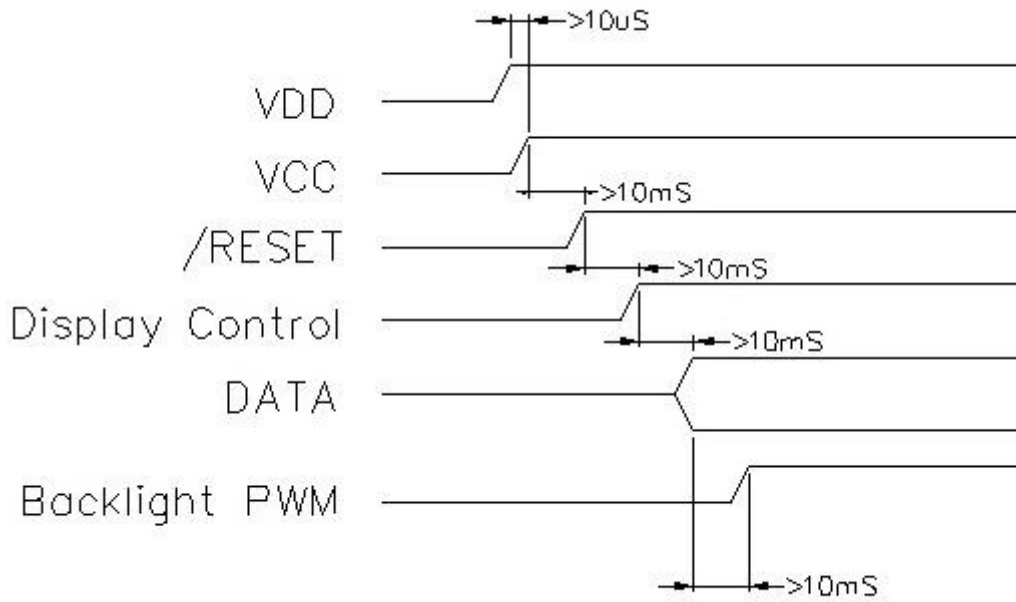 >10uS
VDD
VCC
>10mS
/RESET
>10mS
Display Control
>10mS
DATA
Backlight PWM
>10mS